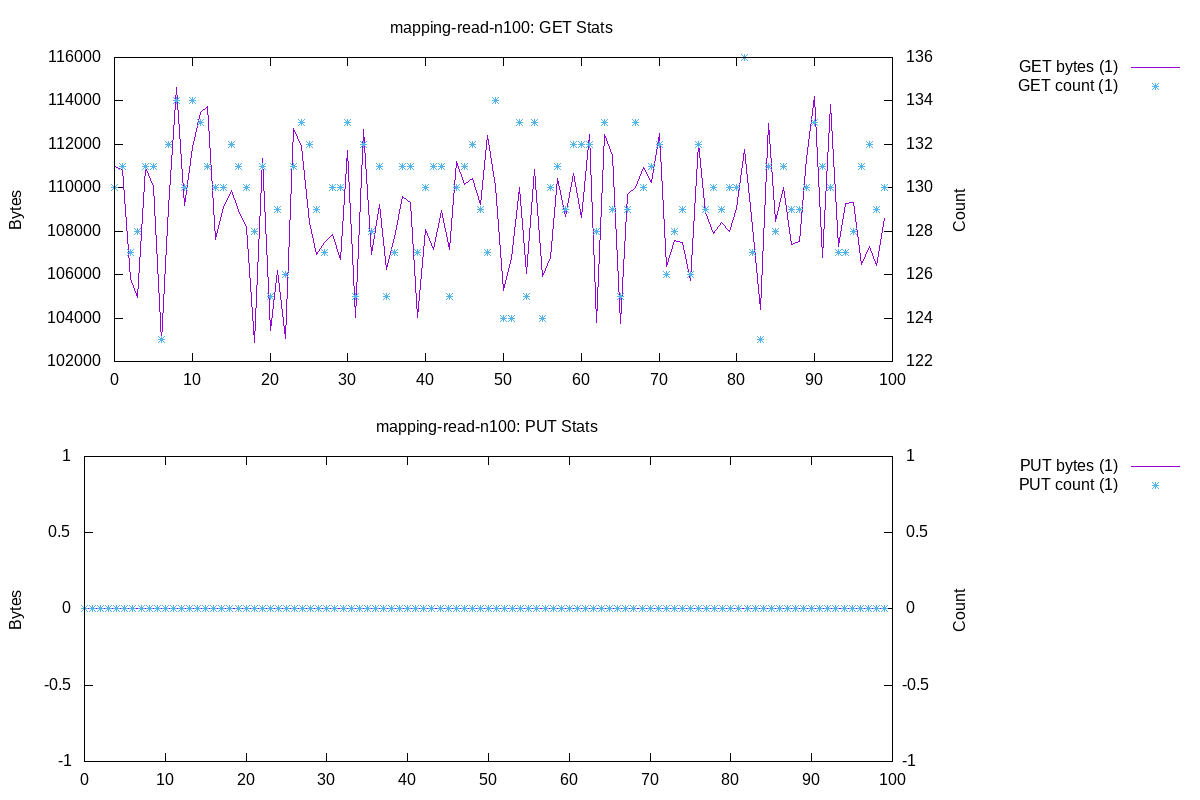 mapping-read-n100: GET Stats
116000
114000
112000
110000
108000
106000
104000
102000
Bytes
136
134
132
130
128
126
124
122
Count
0 10 20 30 40 50 60 70 80 90 100
GET bytes (1)
GET count (1)
mapping-read-n100: PUT Stats
1
0.5
0
-0.5
-1
Bytes
1
0.5
0
-0.5
-1
Count
0 10 20 30 40 50 60 70 80 90 100
PUT bytes (1)
PUT count (1)